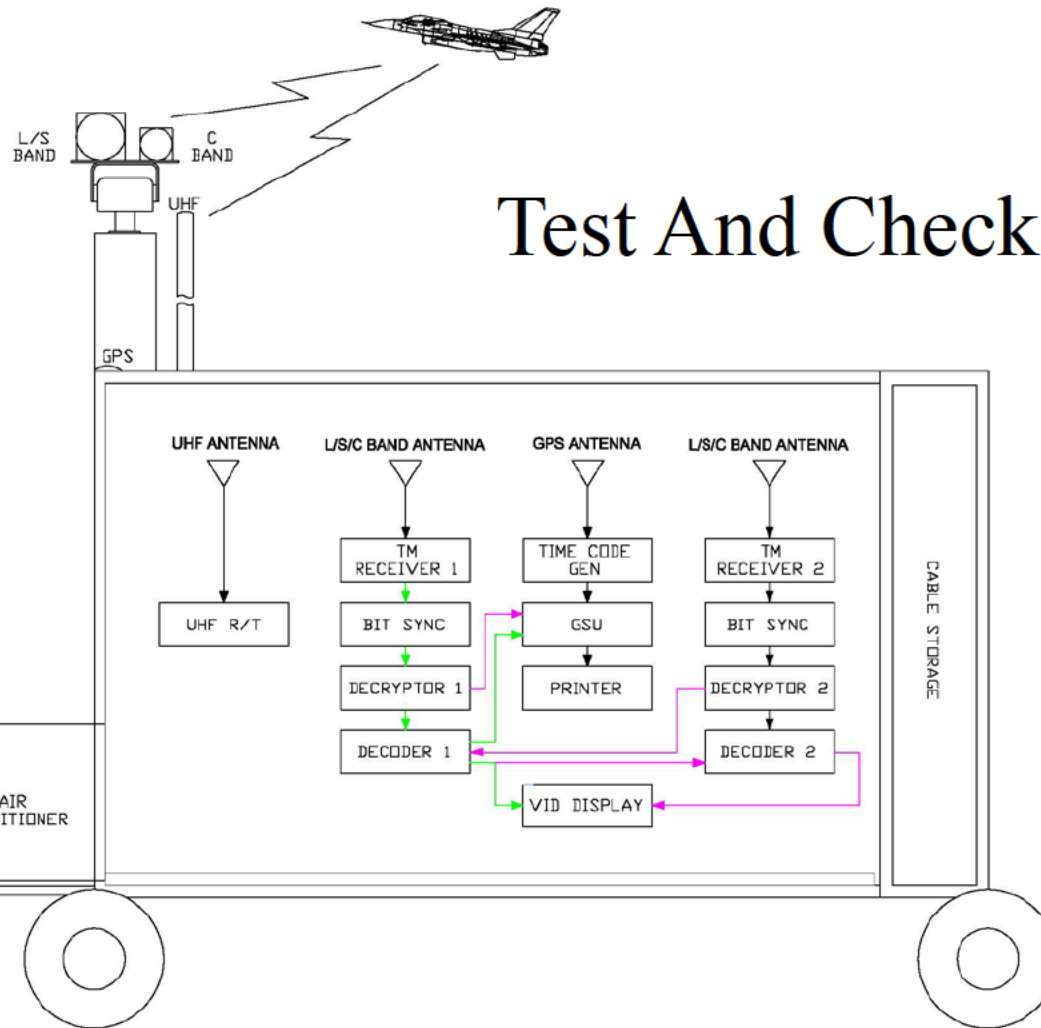 L/S
BAND
C
BAND
UHF
Test And Check
GPS
UHF ANTENNA
L/S/C BAND ANTENNA
GPS ANTENNA
L/S/C BAND ANTENNA
TM
RECEIVER 1
TIME CODE
GEN
TM
RECEIVER 2
UHF R/T
BIT SYNC
GSU
BIT SYNC
DECRYPTOR 1
PRINTER
DECRYPTOR 2
DECODER 1
DECODER 2
VID DISPLAY
CABLE STORAGE
AIR
ITIONER